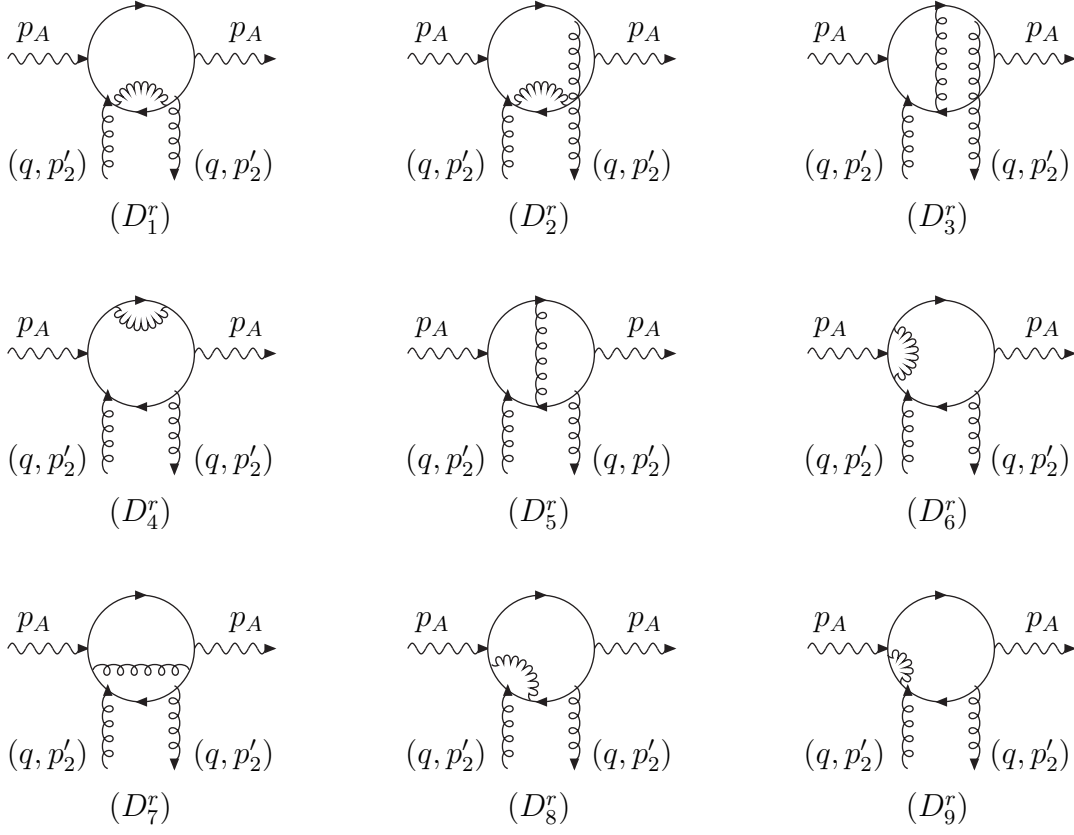 p_A p_A p_A p_A p_A p_A
(q, p'_2) (q, p'_2) (q, p'_2) (q, p'_2) (q, p'_2) (q, p'_2)
(D^r_1) (D^r_2) (D^r_3)
p_A p_A p_A p_A p_A p_A
(q, p'_2) (q, p'_2) (q, p'_2) (q, p'_2) (q, p'_2) (q, p'_2)
(D^r_4) (D^r_5) (D^r_6)
p_A p_A p_A p_A p_A p_A
(q, p'_2) (q, p'_2) (q, p'_2) (q, p'_2) (q, p'_2) (q, p'_2)
(D^r_7) (D^r_8) (D^r_9)